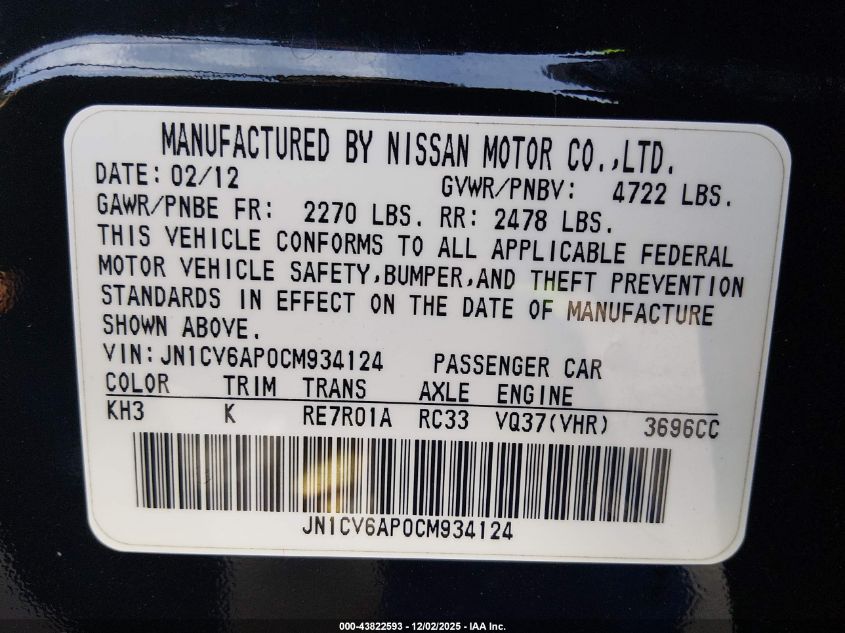 MANUFACTURED BY NISSAN MOTOR CO.,LTD.
DATE: 02/12 GVWR/PNBV: 4722 LBS.
GAWR/PNBE FR: 2270 LBS. RR: 2478 LBS.
THIS VEHICLE CONFORMS TO ALL APPLICABLE FEDERAL
MOTOR VEHICLE SAFETY,BUMPER,AND THEFT PREVENTION
STANDARDS IN EFFECT ON THE DATE OF MANUFACTURE
SHOWN ABOVE.
VIN:JN1CV6AP0CM934124 PASSENGER CAR
COLOR TRIM TRANS AXLE ENGINE
KH3 K RE7R01A RC33 VQ37(VHR) 3696CC
JN1CV6AP0CM934124
000-43822593 - 12/02/2025 - IAA Inc.